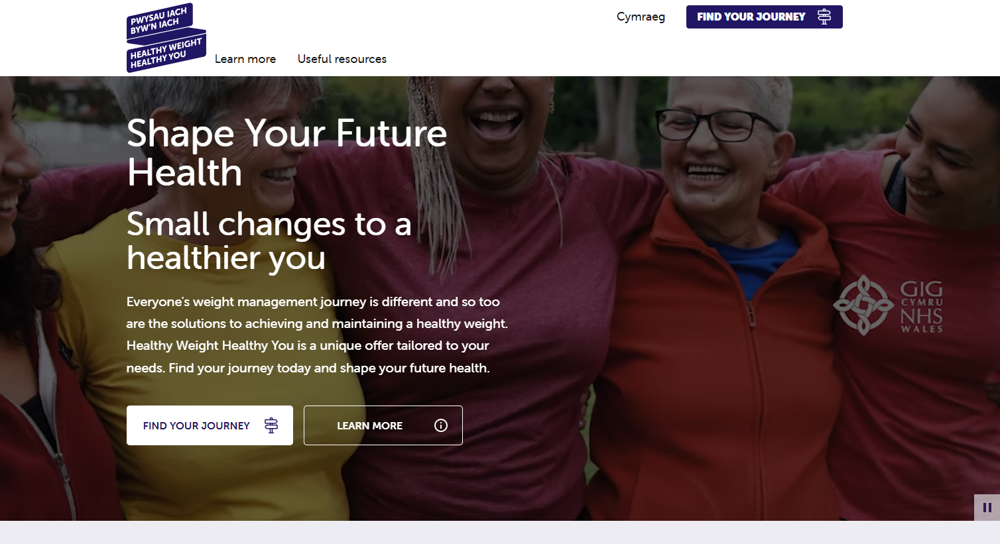 PWYSAU IACH
BYW'N IACH
HEALTHY WEIGHT
HEALTHY YOU
Learn more
Useful resources
Cymraeg
FIND YOUR JOURNEY
Shape Your Future
Health
Small changes to a
healthier you
Everyone's weight management journey is different and so too
are the solutions to achieving and maintaining a healthy weight.
Healthy Weight Healthy You is a unique offer tailored to your
needs. Find your journey today and shape your future health.
FIND YOUR JOURNEY
LEARN MORE
GIG
CYMRU
NHS
WALES